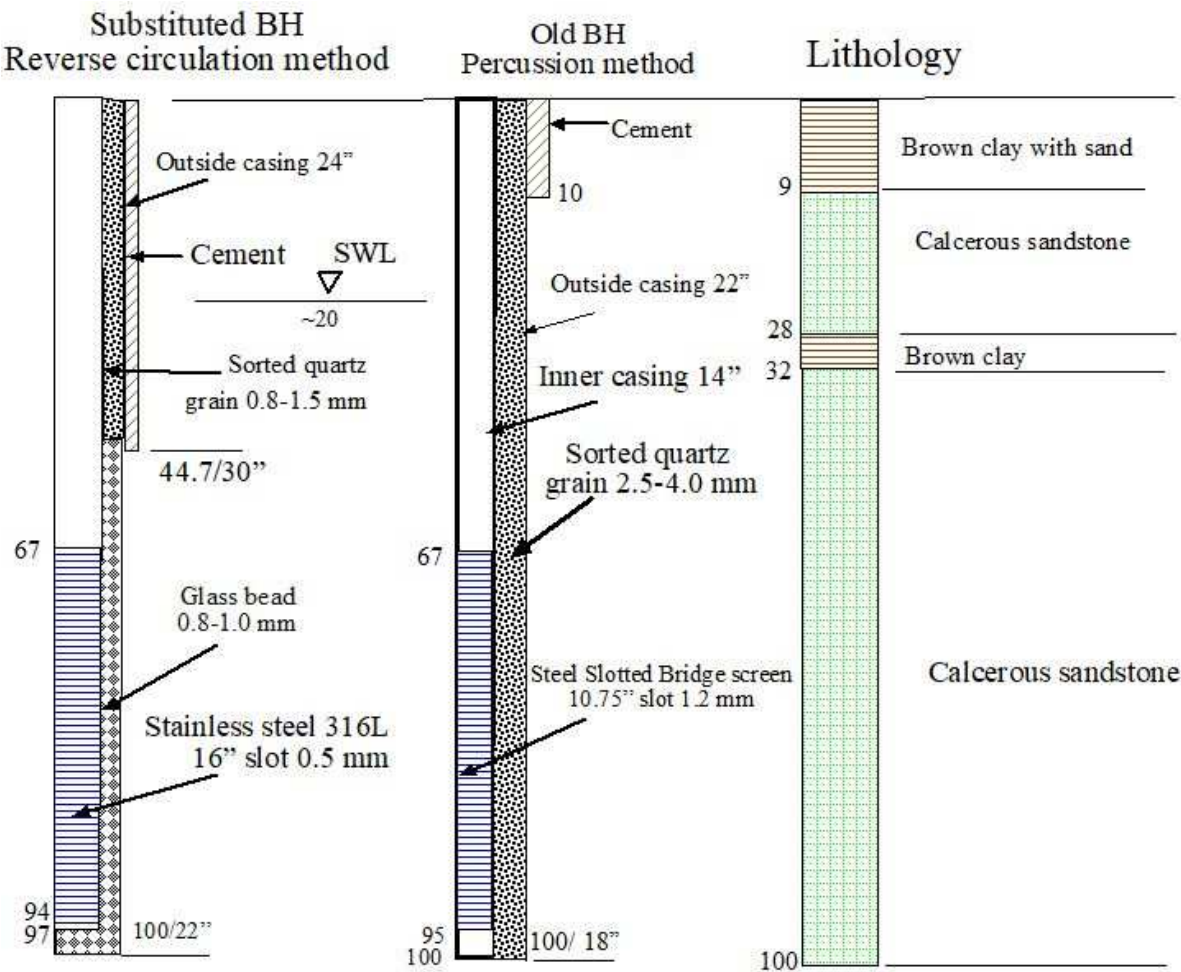 Substituted BH
Reverse circulation method
Old BH
Percussion method
Lithology
Outside casing 24”
Cement
SWL
~20
Sorted quartz
grain 0.8-1.5 mm
44.7/30”
67
Glass bead
0.8-1.0 mm
Stainless steel 316L
16” slot 0.5 mm
94
97
100/22”
Cement
10
Outside casing 22”
Inner casing 14”
Sorted quartz
grain 2.5-4.0 mm
67
Steel Slotted Bridge screen
10.75” slot 1.2 mm
95
100
100/ 18”
Brown clay with sand
9
Calcerous sandstone
28
Brown clay
32
Calcerous sandstone
100